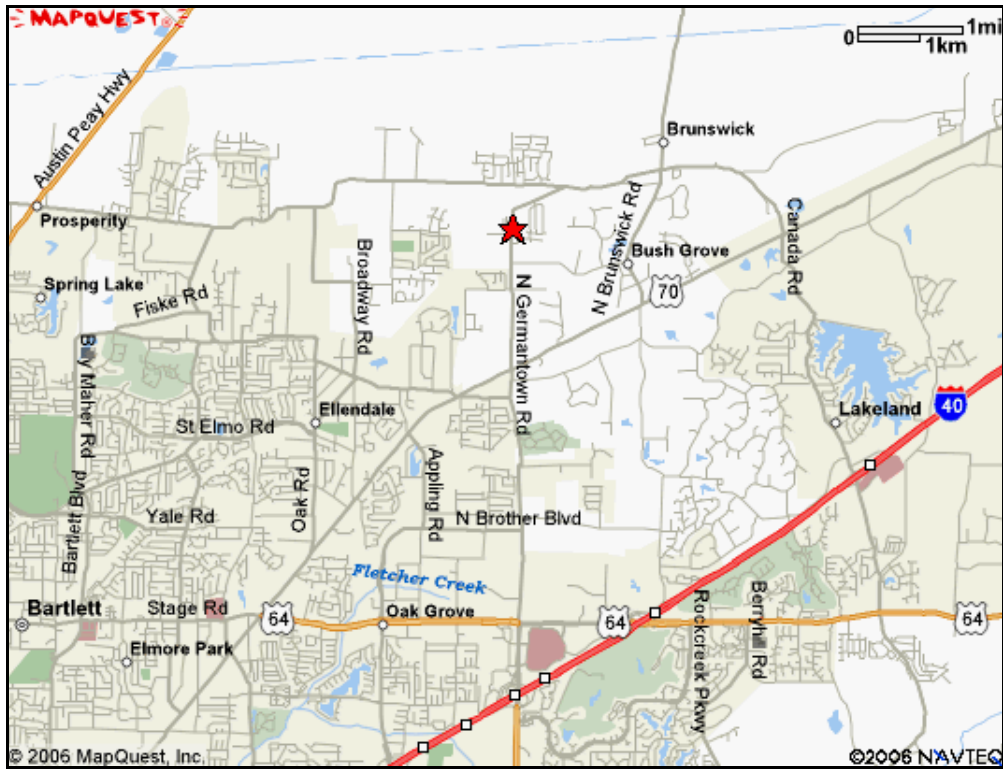 MAPQUEST
0 1mi
1km
Austin Peay Hwy
Brunswick
Prosperity
Canada Rd
N Brunswick Rd
Bush Grove
Broadway Rd
Spring Lake
Fiske Rd
70
N Germantown Rd
Billy Maher Rd
Ellendale
Lakeland
40
St Elmo Rd
Appling Rd
Oak Rd
Bartlett Blvd
Yale Rd
N Brother Blvd
Fletcher Creek
Bartlett
Stage Rd
64
Oak Grove
64
64
Rockcreek Pkwy
Berryhill Rd
Elmore Park
© 2006 MapQuest, Inc.
©2006 NAVTEQ